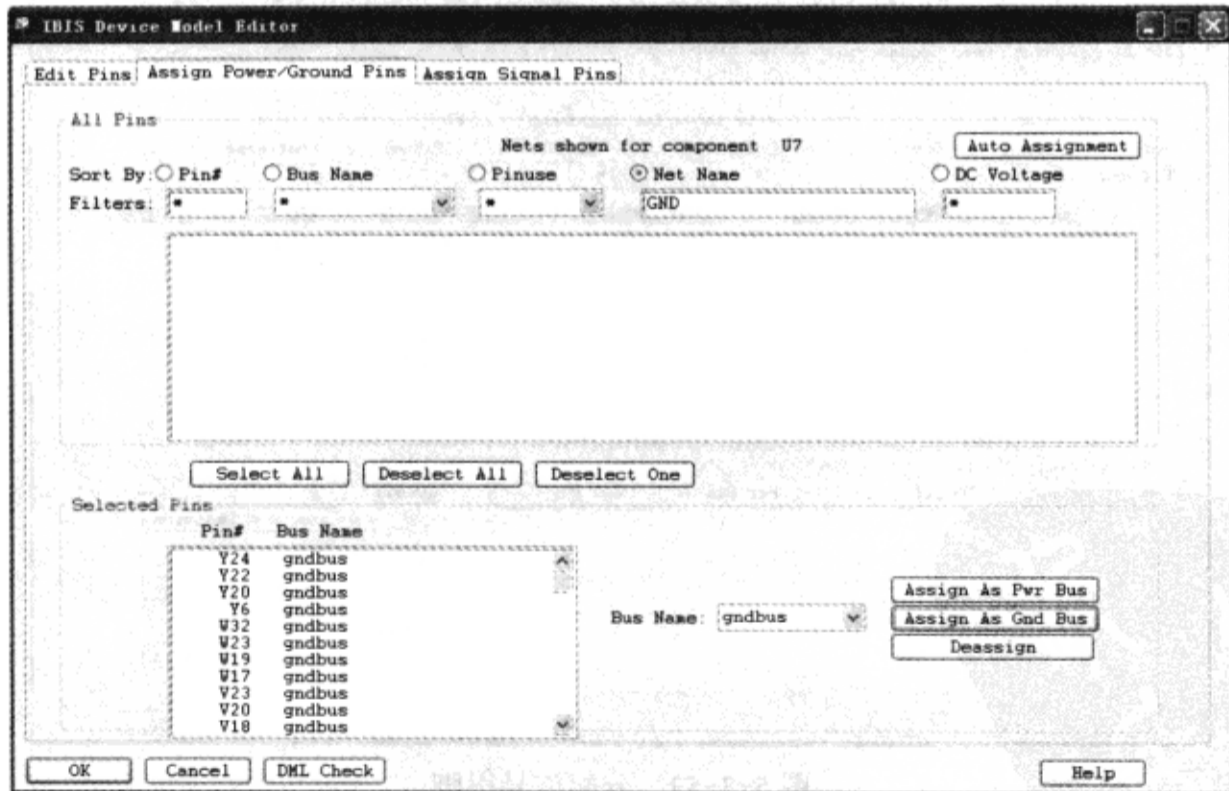 IBIS Device Model Editor
Edit Pins Assign Power/Ground Pins Assign Signal Pins
All Pins
Nets shown for component U7 Auto Assignment
Sort By: Pin# Bus Name Pinuse Net Name DC Voltage
Filters: * * * GND *
Select All Deselect All Deselect One
Selected Pins
Pin# Bus Name
Y24 gndbus
Y22 gndbus
Y20 gndbus
Y6 gndbus
W32 gndbus
W23 gndbus
W19 gndbus
W17 gndbus
V23 gndbus
V20 gndbus
V18 gndbus
Bus Name: gndbus
Assign As Pwr Bus
Assign As Gnd Bus
Deassign
OK Cancel DML Check Help